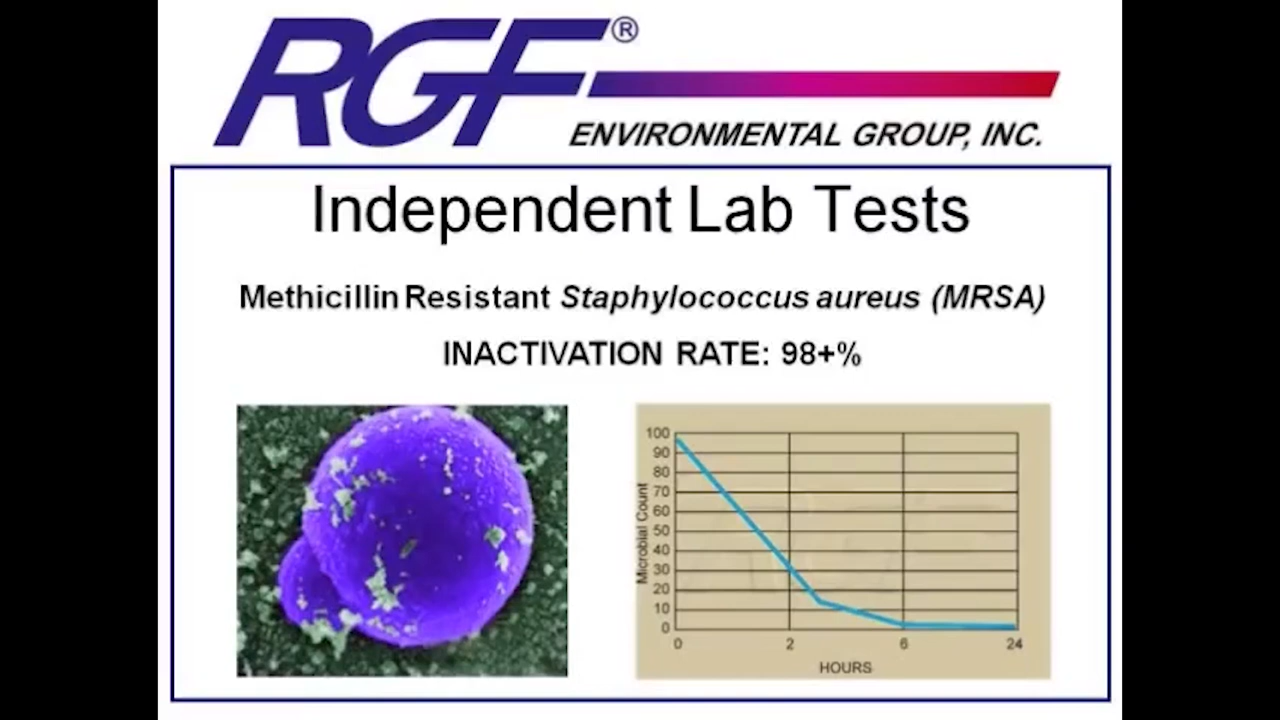 RGF®
ENVIRONMENTAL GROUP, INC.
Independent Lab Tests
Methicillin Resistant Staphylococcus aureus (MRSA)
INACTIVATION RATE: 98+%
Microbial Count
100
90
80
70
60
50
40
30
20
10
0
0 2 6 24
HOURS